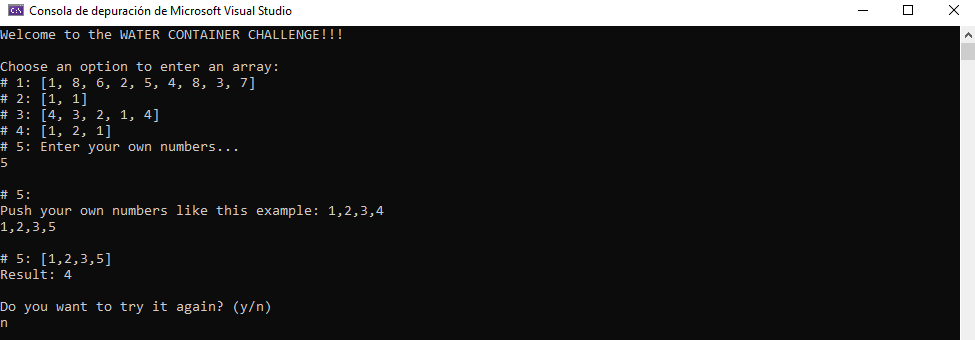 Consola de depuración de Microsoft Visual Studio
Welcome to the WATER CONTAINER CHALLENGE!!!
Choose an option to enter an array:
# 1: [1, 8, 6, 2, 5, 4, 8, 3, 7]
# 2: [1, 1]
# 3: [4, 3, 2, 1, 4]
# 4: [1, 2, 1]
# 5: Enter your own numbers...
5
# 5:
Push your own numbers like this example: 1,2,3,4
1,2,3,5
# 5: [1,2,3,5]
Result: 4
Do you want to try it again? (y/n)
n